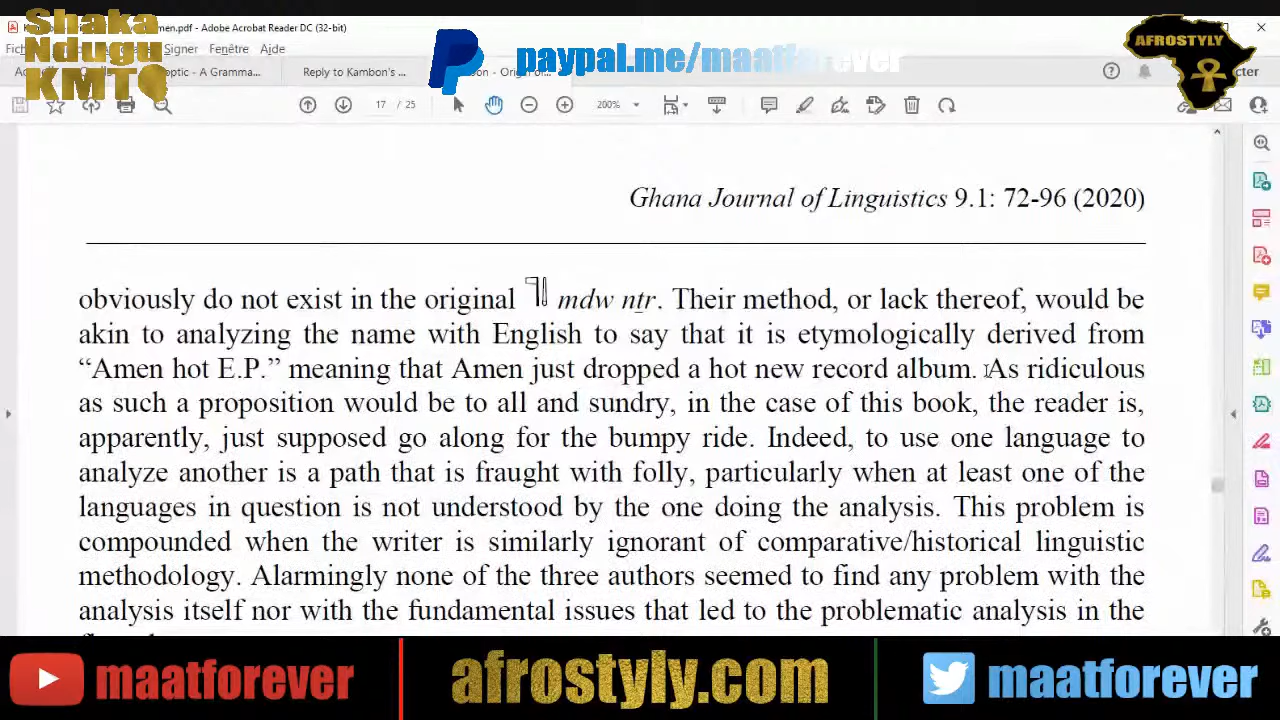 Shaka
Ndugu
KMT
men.pdf - Adobe Acrobat Reader DC (32-bit)
Signer Fenêtre Aide
paypal.me/maatforever
AFROSTYLY
optic - A Gramma...
Reply to Kambon's ...
17 / 25
200%
Ghana Journal of Linguistics 9.1: 72-96 (2020)
obviously do not exist in the original 𓊹𓌃 mdw nṯr. Their method, or lack thereof, would be
akin to analyzing the name with English to say that it is etymologically derived from
“Amen hot E.P.” meaning that Amen just dropped a hot new record album. As ridiculous
as such a proposition would be to all and sundry, in the case of this book, the reader is,
apparently, just supposed go along for the bumpy ride. Indeed, to use one language to
analyze another is a path that is fraught with folly, particularly when at least one of the
languages in question is not understood by the one doing the analysis. This problem is
compounded when the writer is similarly ignorant of comparative/historical linguistic
methodology. Alarmingly none of the three authors seemed to find any problem with the
analysis itself nor with the fundamental issues that led to the problematic analysis in the
maatforever
afrostyly.com
maatforever